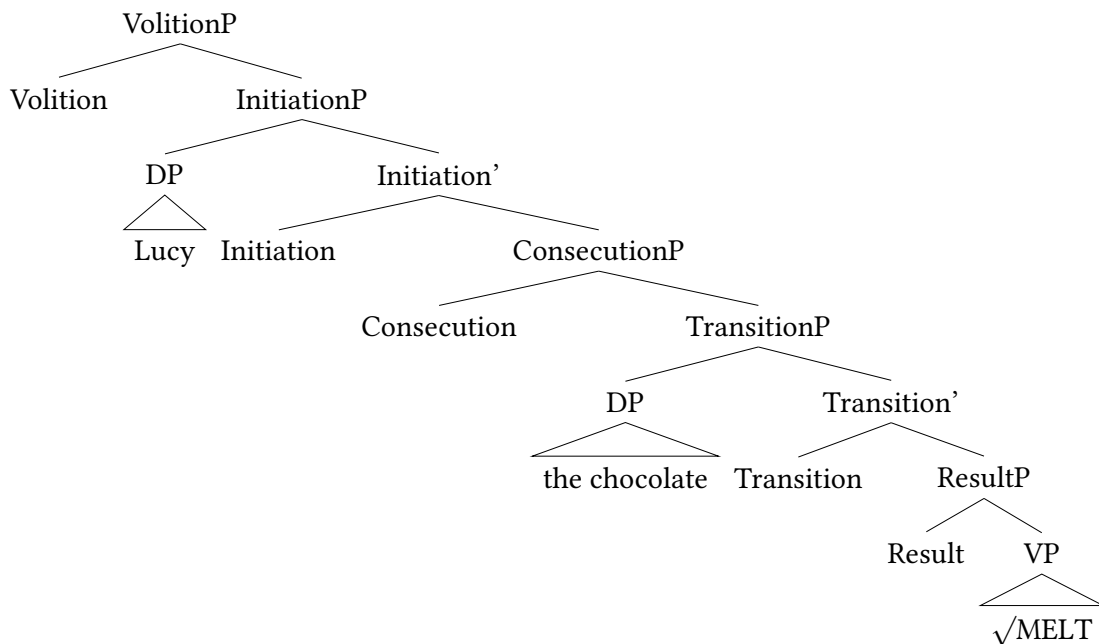 VolitionP
Volition InitiationP
DP Initiation’
Lucy Initiation ConsecutionP
Consecution TransitionP
DP Transition’
the chocolate Transition ResultP
Result VP
√MELT